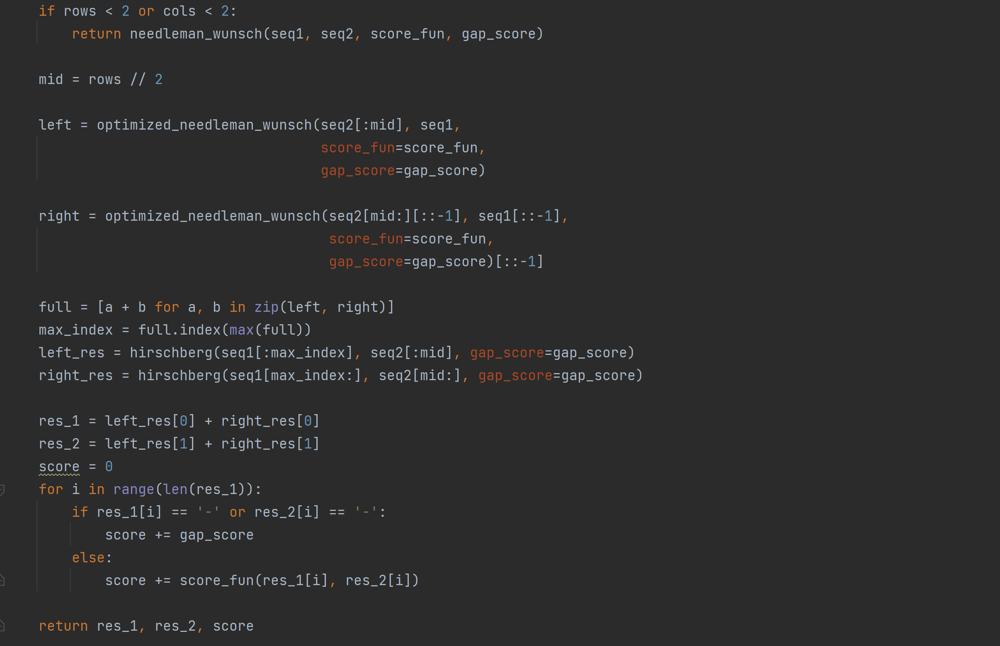 if rows < 2 or cols < 2:
    return needleman_wunsch(seq1, seq2, score_fun, gap_score)
mid = rows // 2
left = optimized_needleman_wunsch(seq2[:mid], seq1,
                                  score_fun=score_fun,
                                  gap_score=gap_score)
right = optimized_needleman_wunsch(seq2[mid:][::-1], seq1[::-1],
                                   score_fun=score_fun,
                                   gap_score=gap_score)[::-1]
full = [a + b for a, b in zip(left, right)]
max_index = full.index(max(full))
left_res = hirschberg(seq1[:max_index], seq2[:mid], gap_score=gap_score)
right_res = hirschberg(seq1[max_index:], seq2[mid:], gap_score=gap_score)
res_1 = left_res[0] + right_res[0]
res_2 = left_res[1] + right_res[1]
score = 0
for i in range(len(res_1)):
    if res_1[i] == '-' or res_2[i] == '-':
        score += gap_score
    else:
        score += score_fun(res_1[i], res_2[i])
return res_1, res_2, score